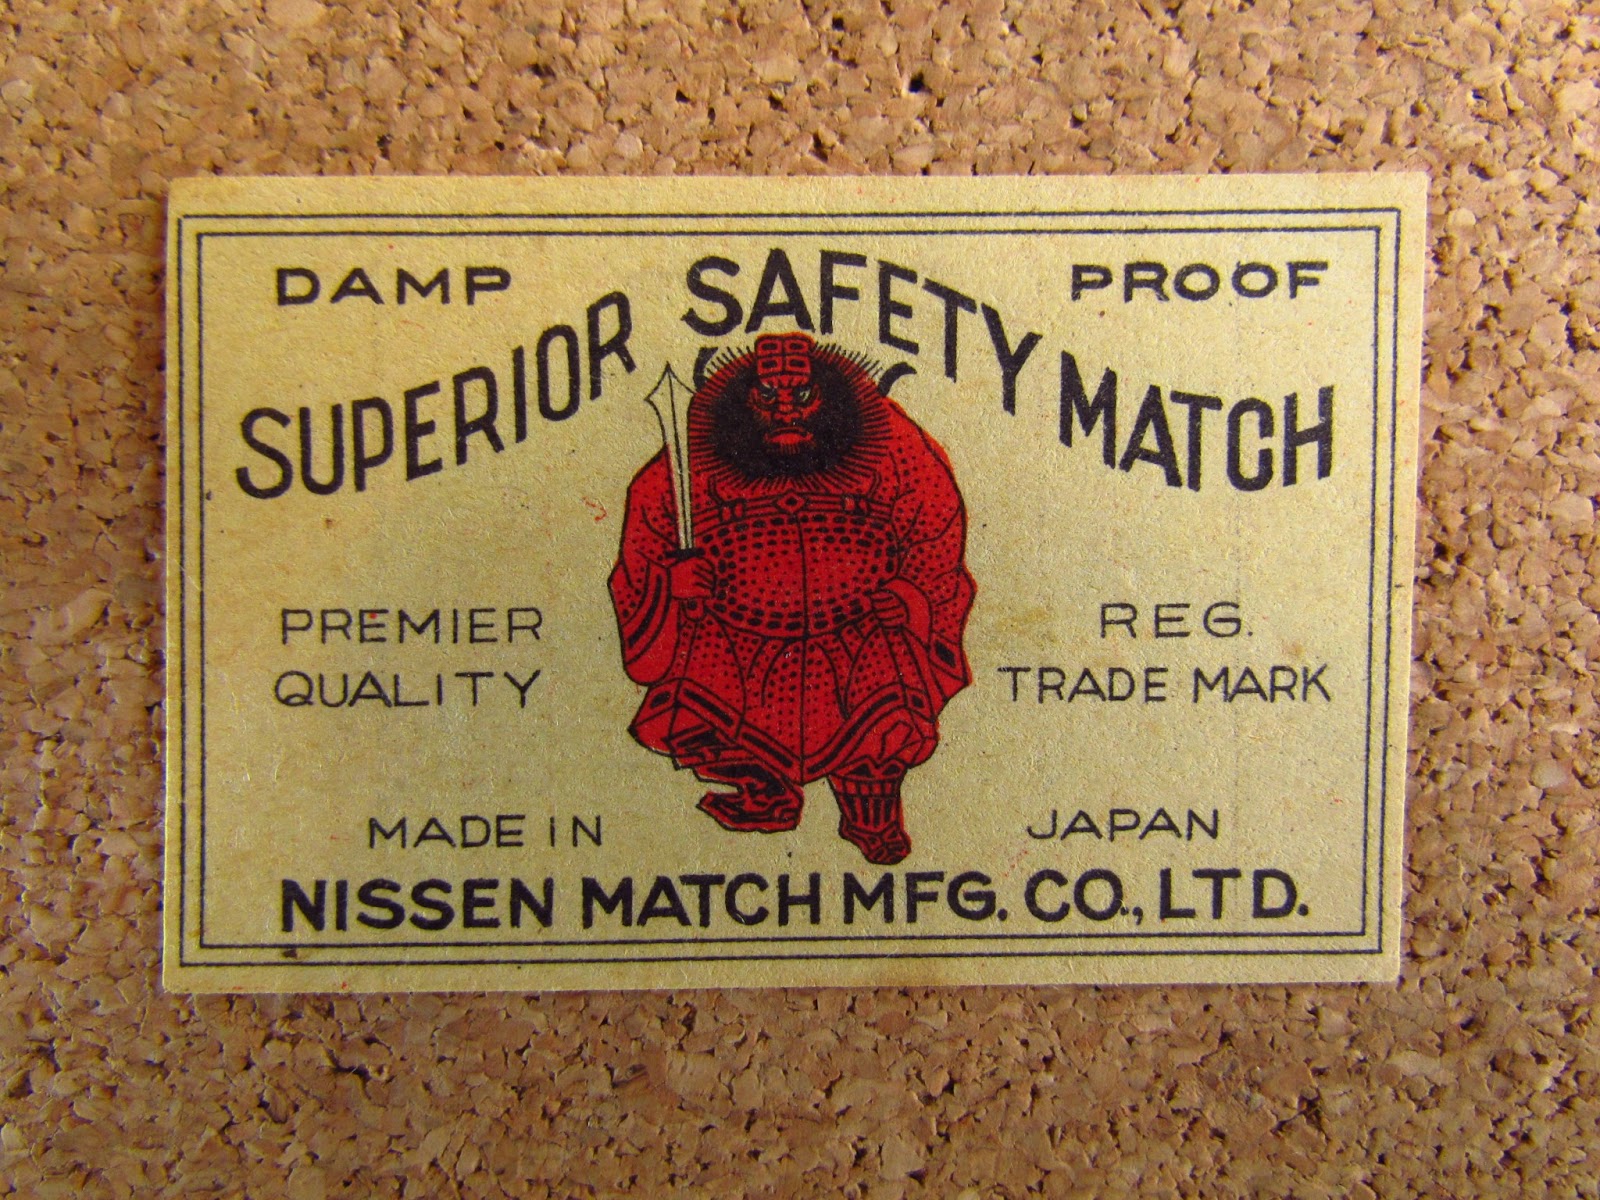 DAMP PROOF
SUPERIOR SAFETY MATCH
PREMIER
QUALITY
REG.
TRADE MARK
MADE IN JAPAN
NISSEN MATCH MFG. CO., LTD.